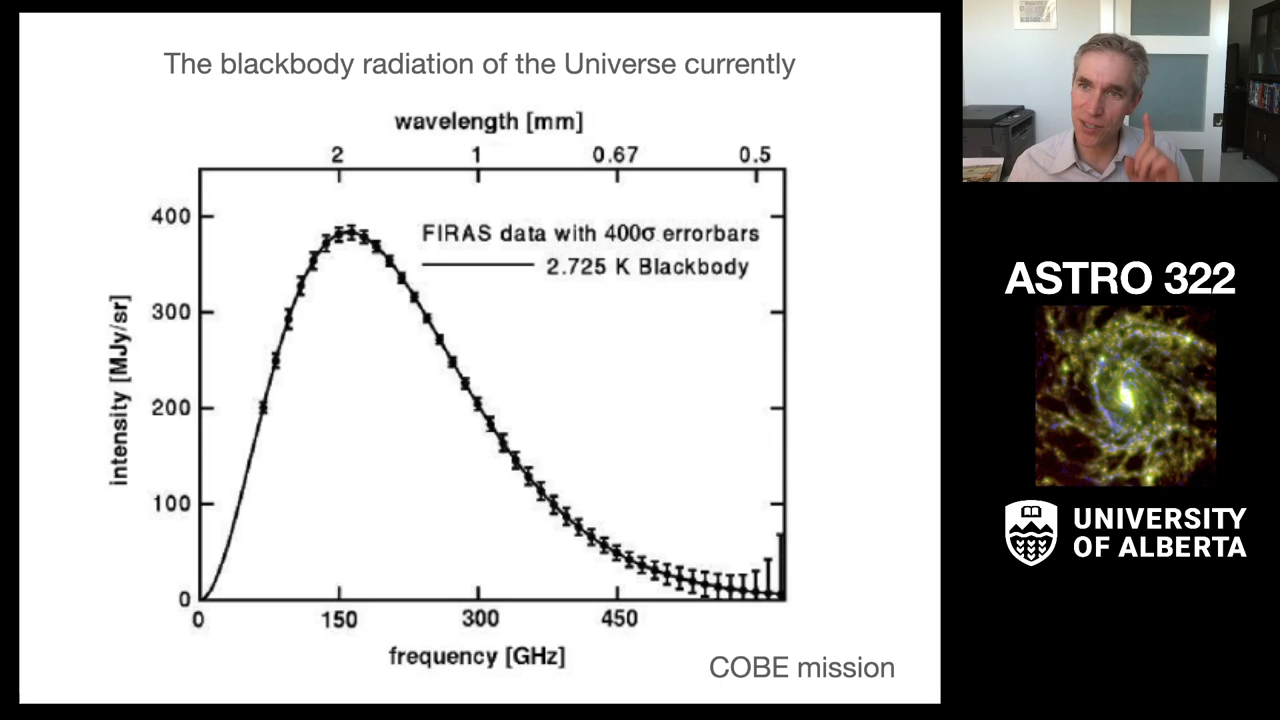 The blackbody radiation of the Universe currently
wavelength [mm]
2 1 0.67 0.5
400
FIRAS data with 400σ errorbars
2.725 K Blackbody
300
intensity [MJy/sr]
200
100
0
0 150 300 450
frequency [GHz]
COBE mission
ASTRO 322
UNIVERSITY
OF ALBERTA